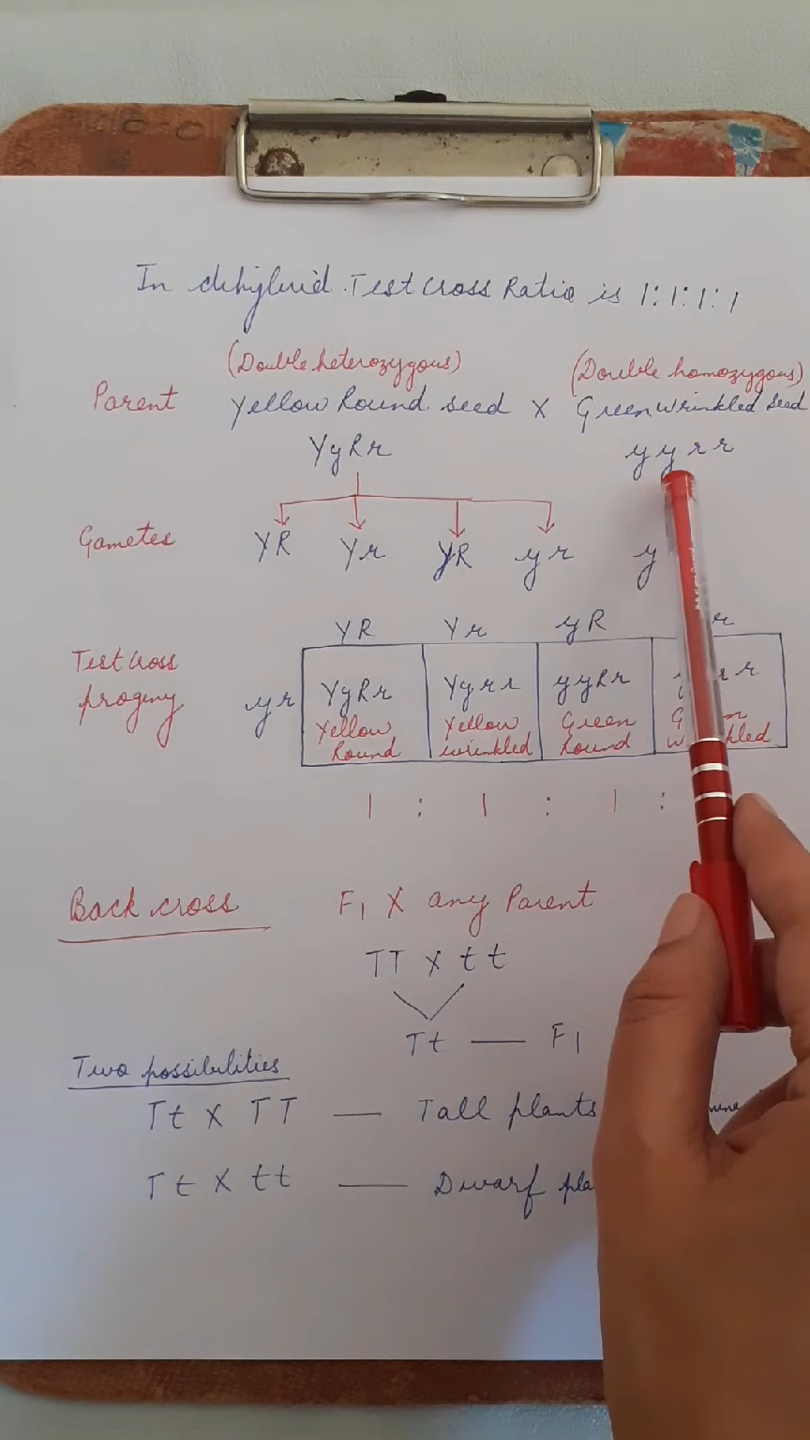 In dihybrid Test Cross Ratio is 1:1:1:1
(Double heterozygous) (Double homozygous)
Parent Yellow Round seed X Green wrinkled seed
YyRr yyrr
Gametes YR Yr yR yr y
YR Yr yR r
Test Cross progeny yr YyRr Yyrr yyRr
Yellow Round Yellow wrinkled Green Round
1 : 1 : 1 :
Back cross F1 X any Parent
TT X tt
Tt — F1
Two possibilities
Tt X TT — Tall plants
Tt X tt — Dwarf